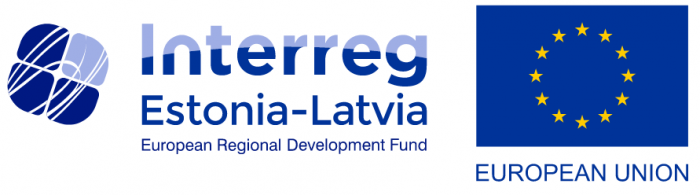 Interreg
Estonia-Latvia
European Regional Development Fund
EUROPEAN UNION